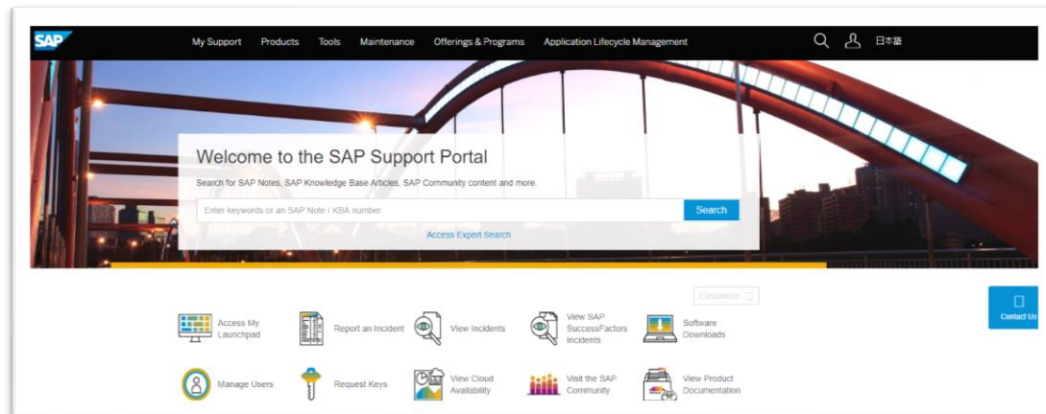 SAP
My Support Products Tools Maintenance Offerings & Programs Application Lifecycle Management 日本語
Welcome to the SAP Support Portal
Search for SAP Notes, SAP Knowledge Base Articles, SAP Community content and more.
Enter keywords or an SAP Note / KBA number
Search
Access Expert Search
Customize
Contact Us
Access My
Launchpad
Report an Incident
View Incidents
View SAP
SuccessFactors
Incidents
Software
Downloads
Manage Users
Request Keys
View Cloud
Availability
Visit the SAP
Community
View Product
Documentation